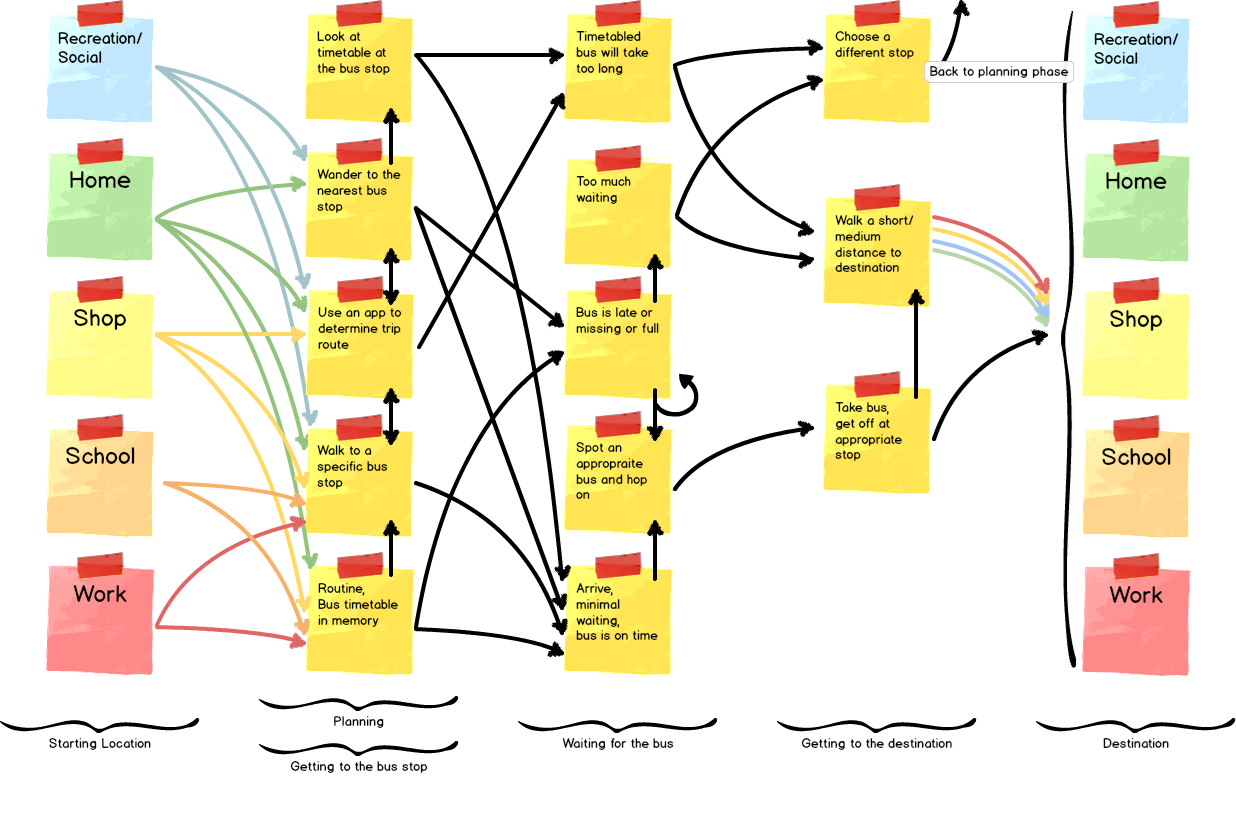 Recreation/
Social
Home
Shop
School
Work
Look at
timetable at
the bus stop
Wander to the
nearest bus
stop
Use an app to
determine trip
route
Walk to a
specific bus
stop
Routine,
Bus timetable
in memory
Timetabled
bus will take
too long
Too much
waiting
Bus is late or
missing or full
Spot an
appropraite
bus and hop
on
Arrive,
minimal
waiting,
bus is on time
Choose a
different stop
Back to planning phase
Walk a short/
medium
distance to
destination
Take bus,
get off at
appropriate
stop
Recreation/
Social
Home
Shop
School
Work
Starting Location
Planning
Getting to the bus stop
Waiting for the bus
Getting to the destination
Destination